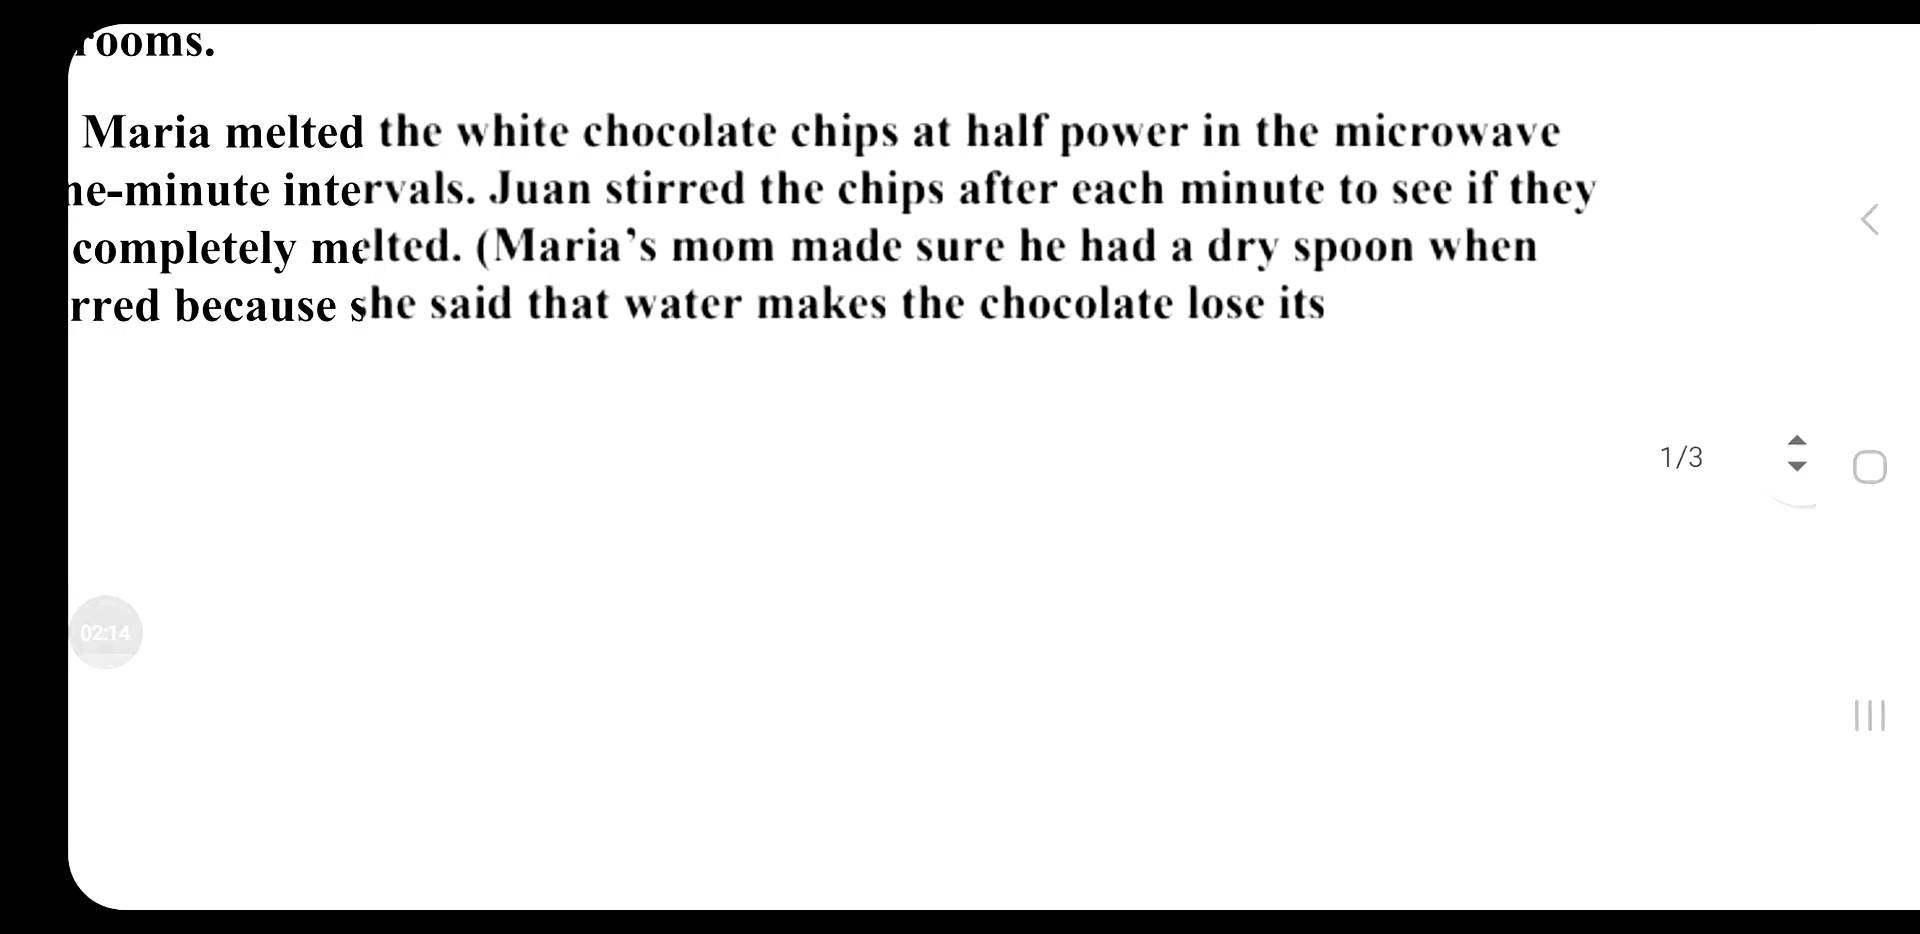 rooms.
Maria melted the white chocolate chips at half power in the microwave
ne-minute intervals. Juan stirred the chips after each minute to see if they
completely melted. (Maria’s mom made sure he had a dry spoon when
rred because she said that water makes the chocolate lose its
1/3
02:14